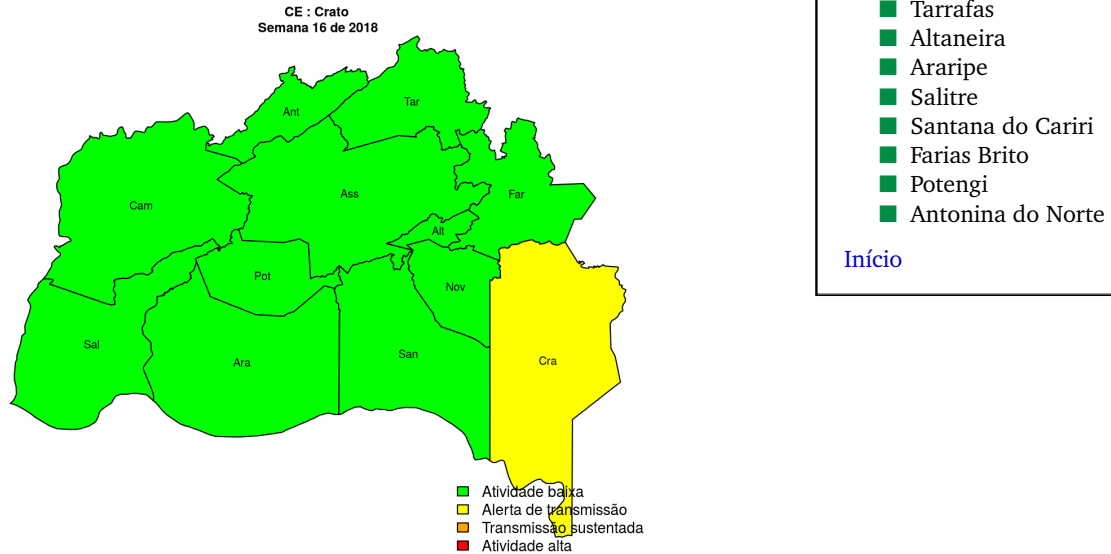 CE : Crato
Semana 16 de 2018
Ant
Tar
Cam
Ass
Far
Alt
Pot
Nov
Sal
Ara
San
Cra
Atividade baixa
Alerta de transmissão
Transmissão sustentada
Atividade alta
Tarrafas
Altaneira
Araripe
Salitre
Santana do Cariri
Farias Brito
Potengi
Antonina do Norte
Início